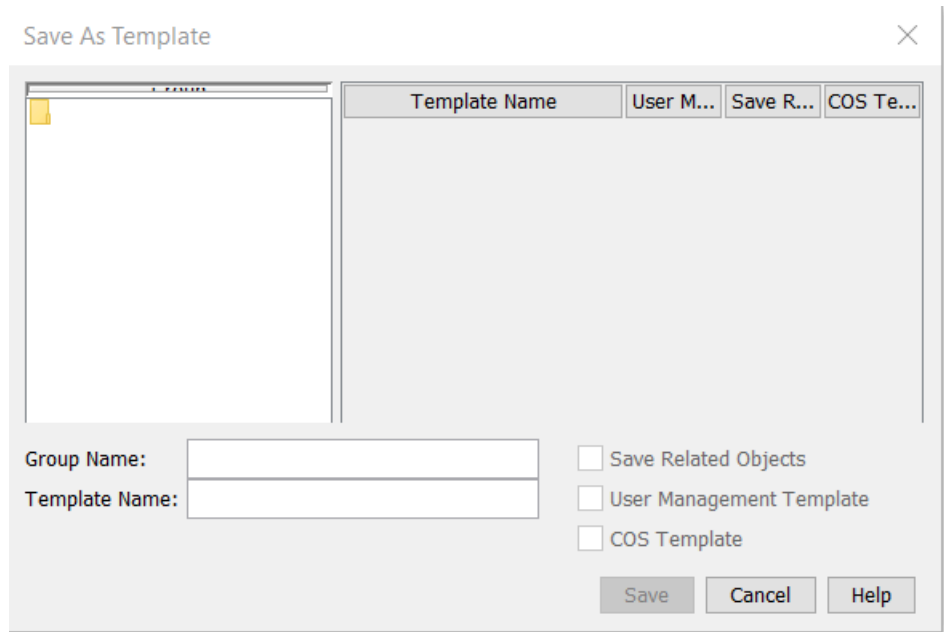 Save As Template
Template Name User M... Save R... COS Te...
Group Name:
Save Related Objects
Template Name:
User Management Template
COS Template
Save Cancel Help